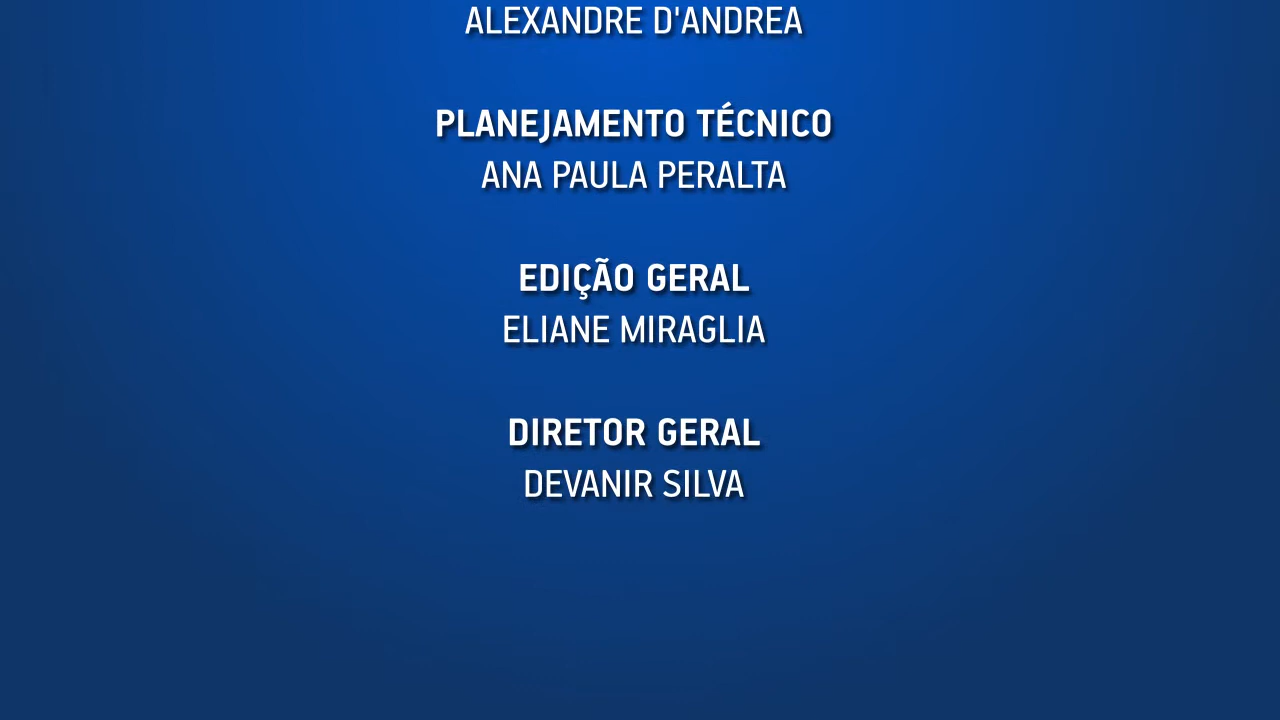 ALEXANDRE D'ANDREA
PLANEJAMENTO TÉCNICO
ANA PAULA PERALTA
EDIÇÃO GERAL
ELIANE MIRAGLIA
DIRETOR GERAL
DEVANIR SILVA